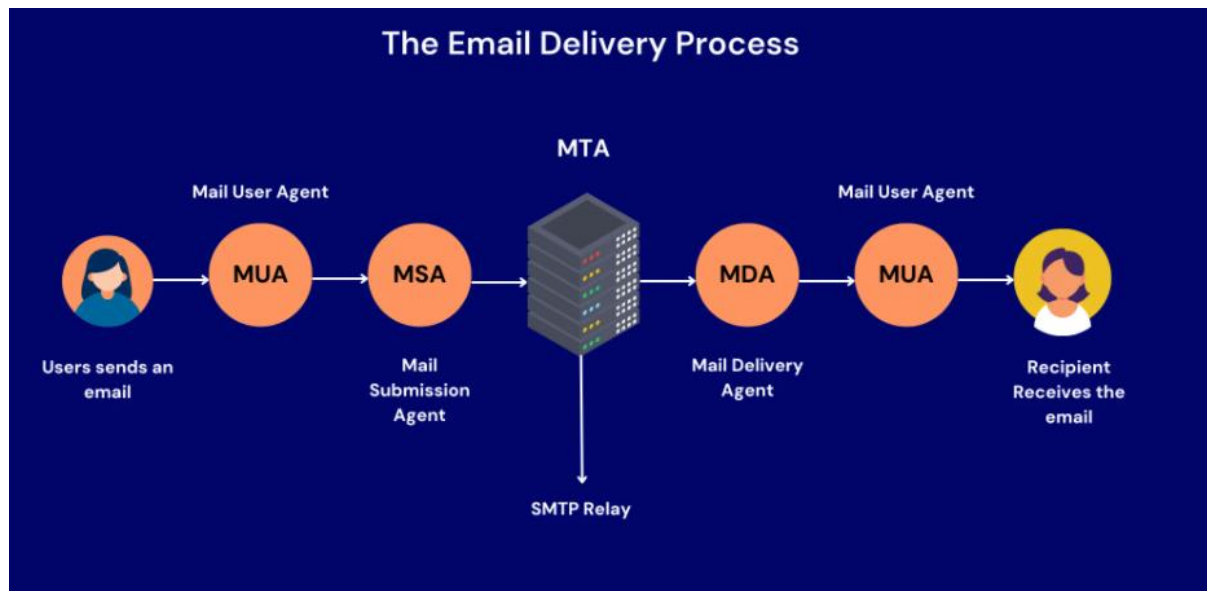 The Email Delivery Process
MTA
Mail User Agent
Mail User Agent
MUA
MSA
MDA
MUA
Users sends an
email
Mail
Submission
Agent
Mail Delivery
Agent
Recipient
Receives the
email
SMTP Relay